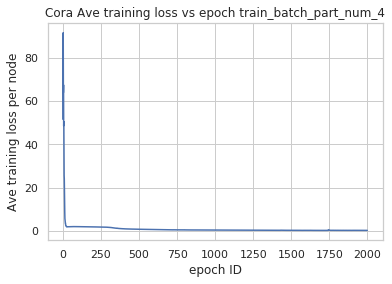 Cora Ave training loss vs epoch train_batch_part_num_4
Ave training loss per node
80
60
40
20
0
0 250 500 750 1000 1250 1500 1750 2000
epoch ID